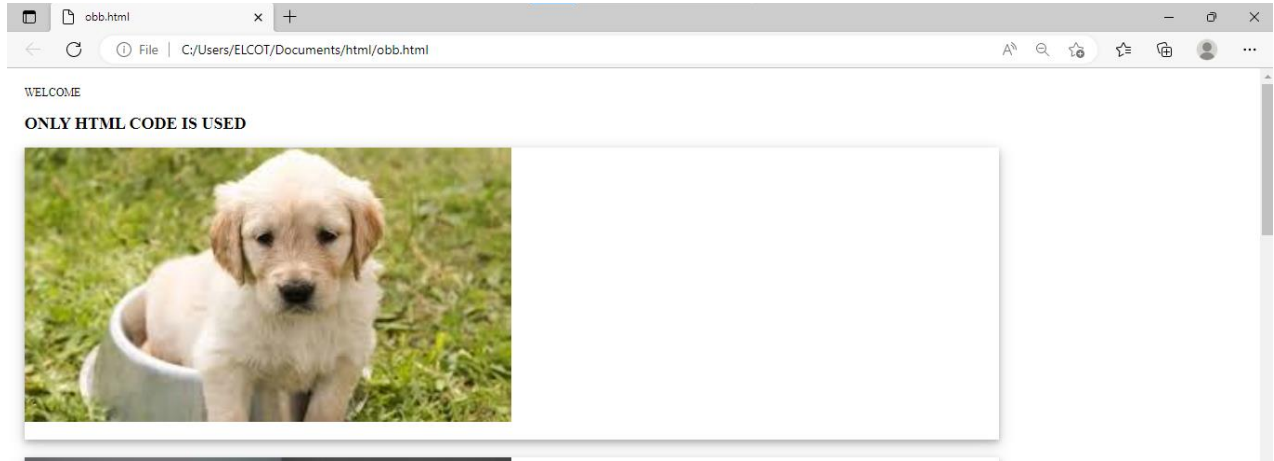 obb.html
File | C:/Users/ELCOT/Documents/html/obb.html
WELCOME
ONLY HTML CODE IS USED